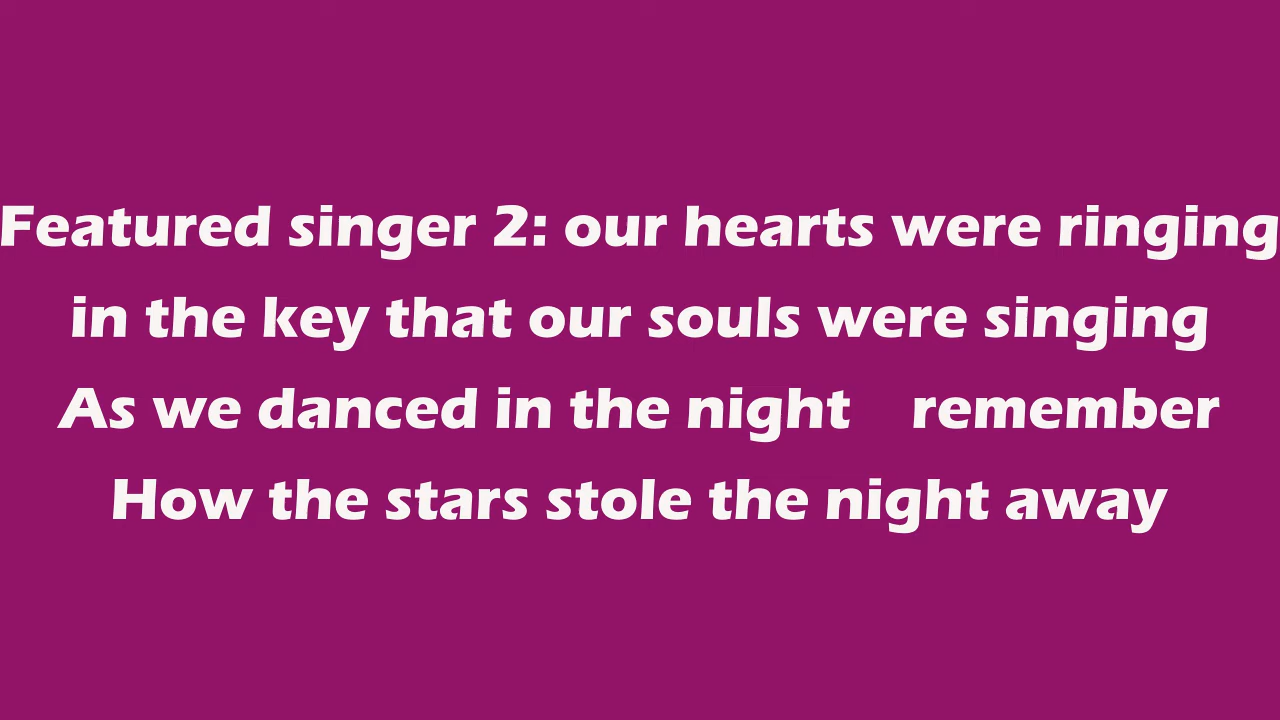 Featured singer 2: our hearts were ringing
in the key that our souls were singing
As we danced in the night    remember
How the stars stole the night away